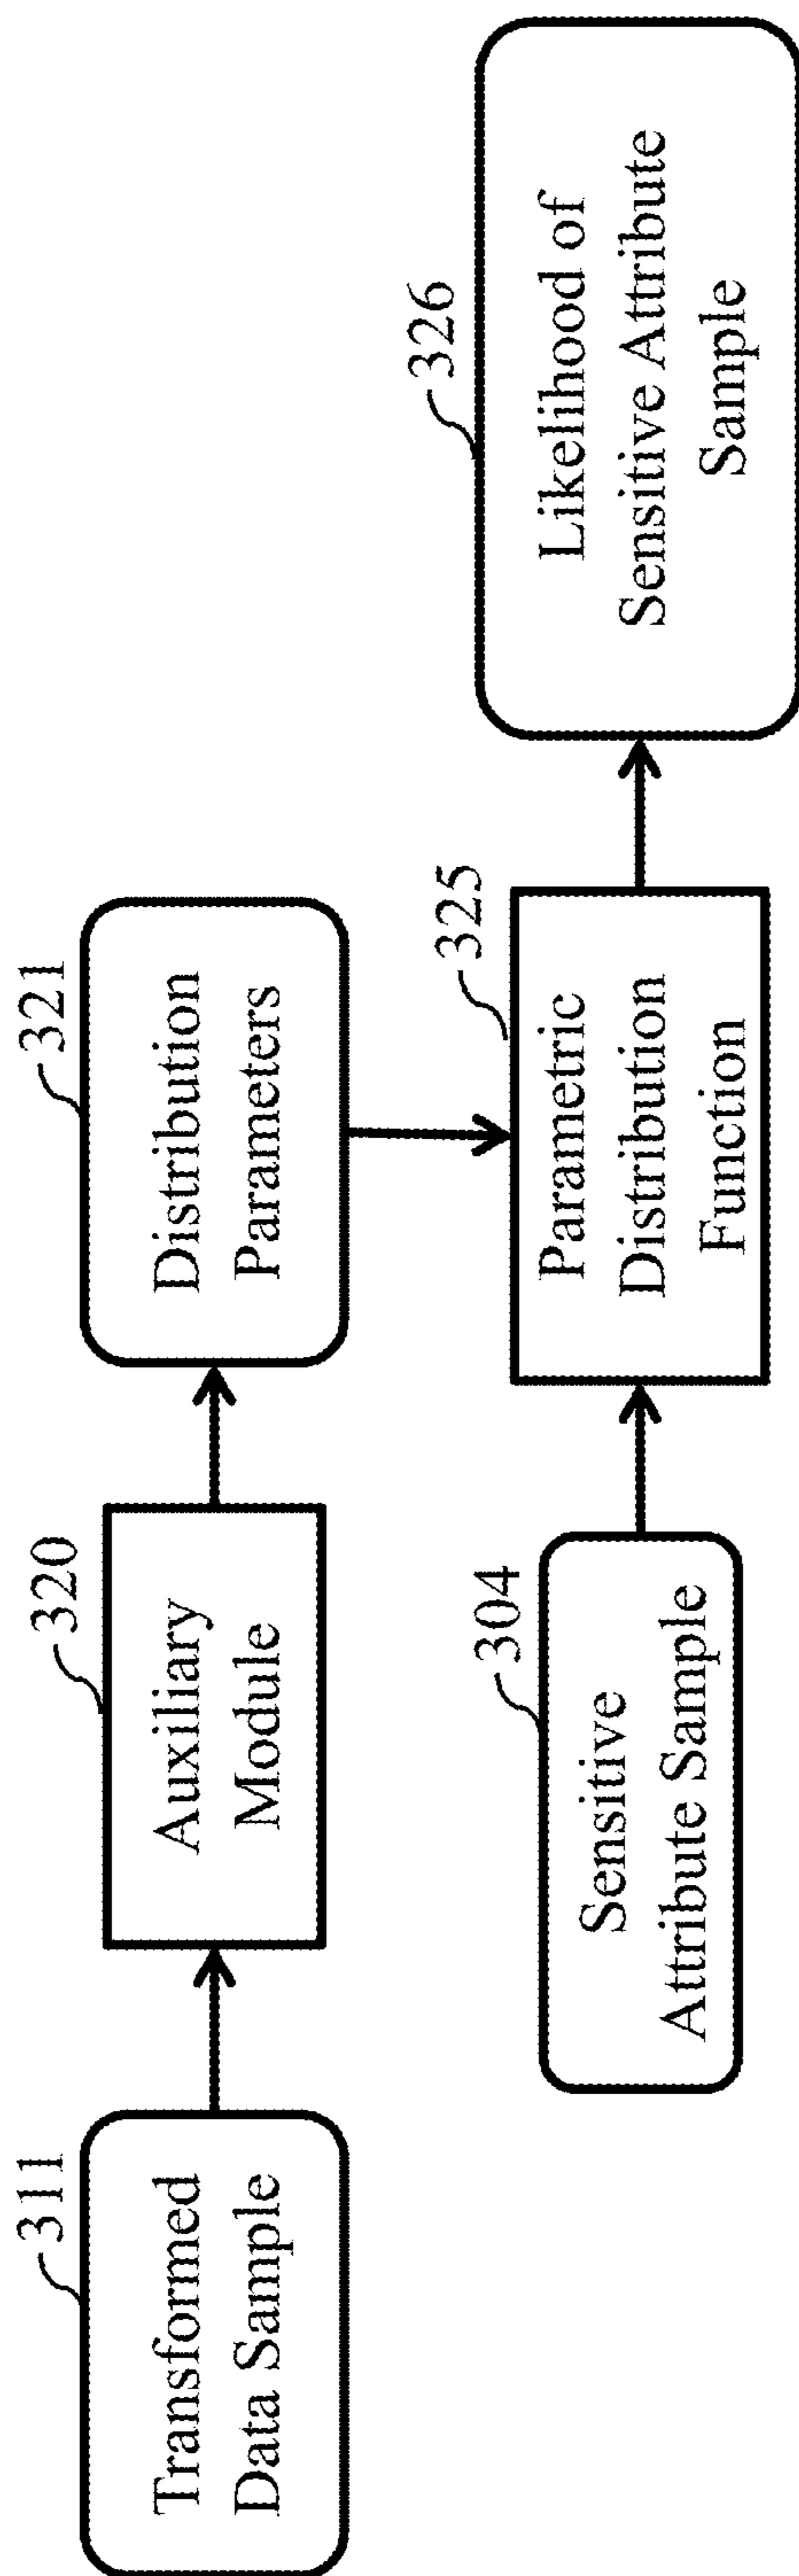 311
Transformed
Data Sample
320
Auxiliary
Module
321
Distribution
Parameters
304
Sensitive
Attribute Sample
325
Parametric
Distribution
Function
326
Likelihood of
Sensitive Attribute
Sample